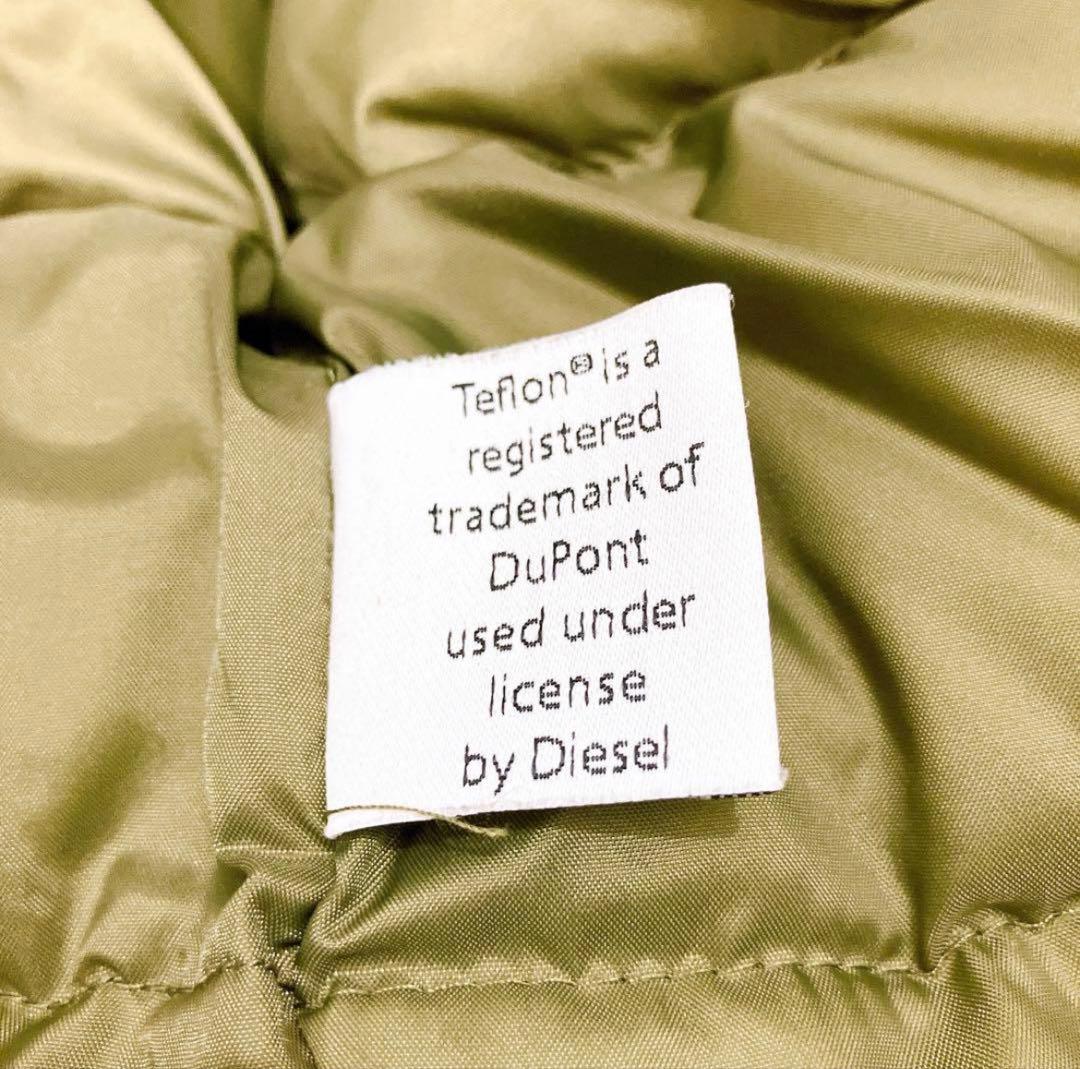 Teflon® is a
registered
trademark of
DuPont
used under
license
by Diesel